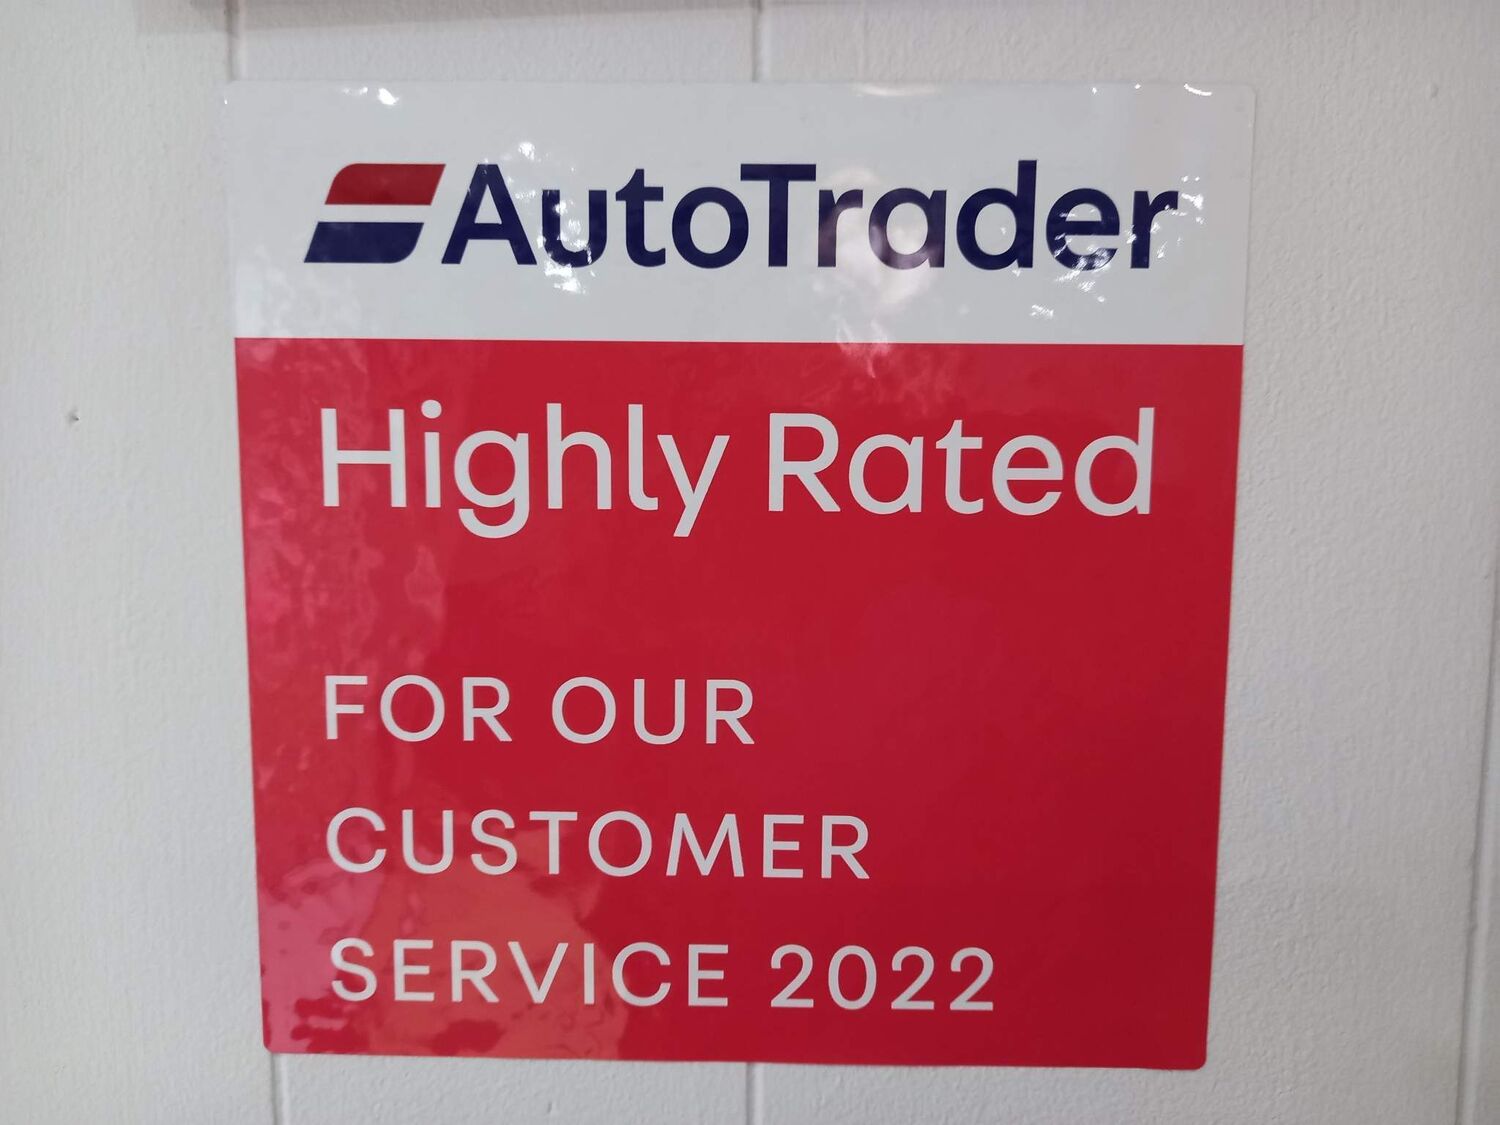 AutoTrader
Highly Rated
FOR OUR
CUSTOMER
SERVICE 2022